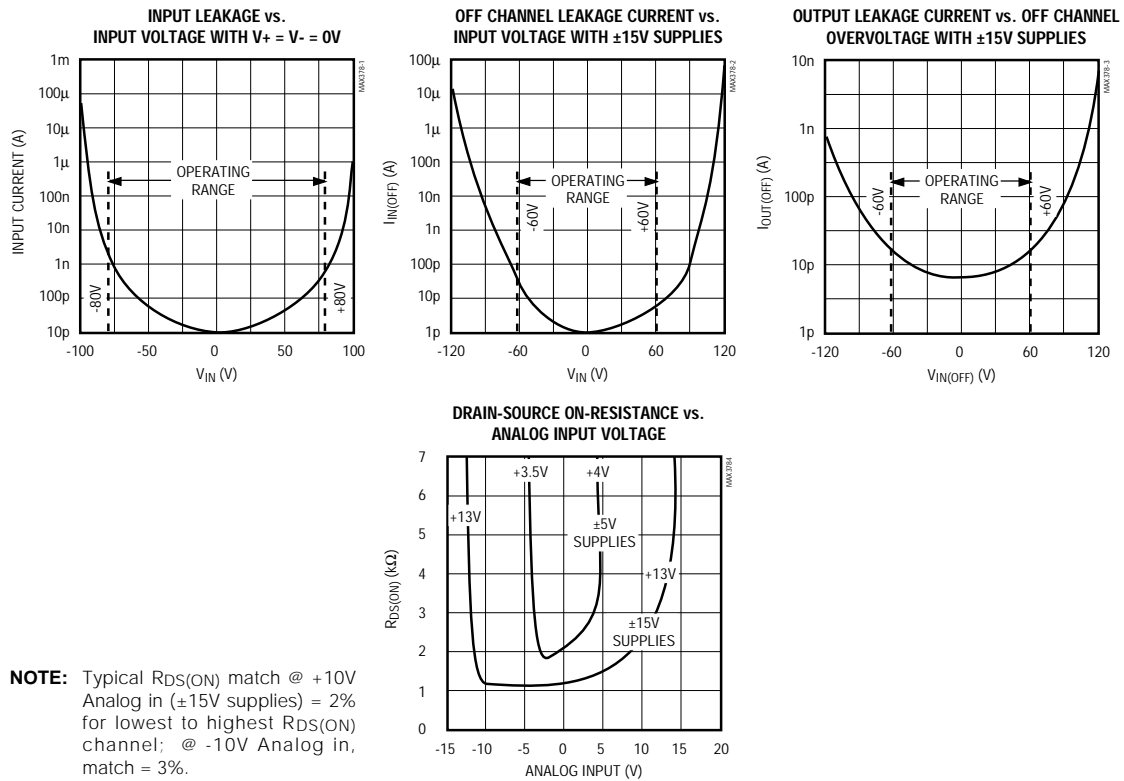 INPUT LEAKAGE vs.
INPUT VOLTAGE WITH V+ = V- = 0V
1m
100µ
10µ
1µ
100n
10n
1n
100p
10p
INPUT CURRENT (A)
OPERATING
RANGE
-80V
+80V
MAX378-1
-100
-50
0
50
100
VIN (V)
OFF CHANNEL LEAKAGE CURRENT vs.
INPUT VOLTAGE WITH ±15V SUPPLIES
100µ
10µ
1µ
100n
10n
1n
100p
10p
1p
IIN(OFF) (A)
OPERATING
RANGE
-60V
+60V
MAX378-2
-120
-60
0
60
120
VIN (V)
OUTPUT LEAKAGE CURRENT vs. OFF CHANNEL
OVERVOLTAGE WITH ±15V SUPPLIES
10n
1n
100p
10p
1p
IOUT(OFF) (A)
OPERATING
RANGE
-60V
+60V
MAX378-3
-120
-60
0
60
120
VIN(OFF) (V)
DRAIN-SOURCE ON-RESISTANCE vs.
ANALOG INPUT VOLTAGE
7
6
5
4
3
2
1
0
RDS(ON) (kΩ)
+3.5V
+4V
+13V
±5V
SUPPLIES
+13V
±15V
SUPPLIES
MAX378-4
-15
-10
-5
0
5
10
15
20
ANALOG INPUT (V)
NOTE: Typical RDS(ON) match @ +10V
Analog in (±15V supplies) = 2%
for lowest to highest RDS(ON)
channel; @ -10V Analog in,
match = 3%.